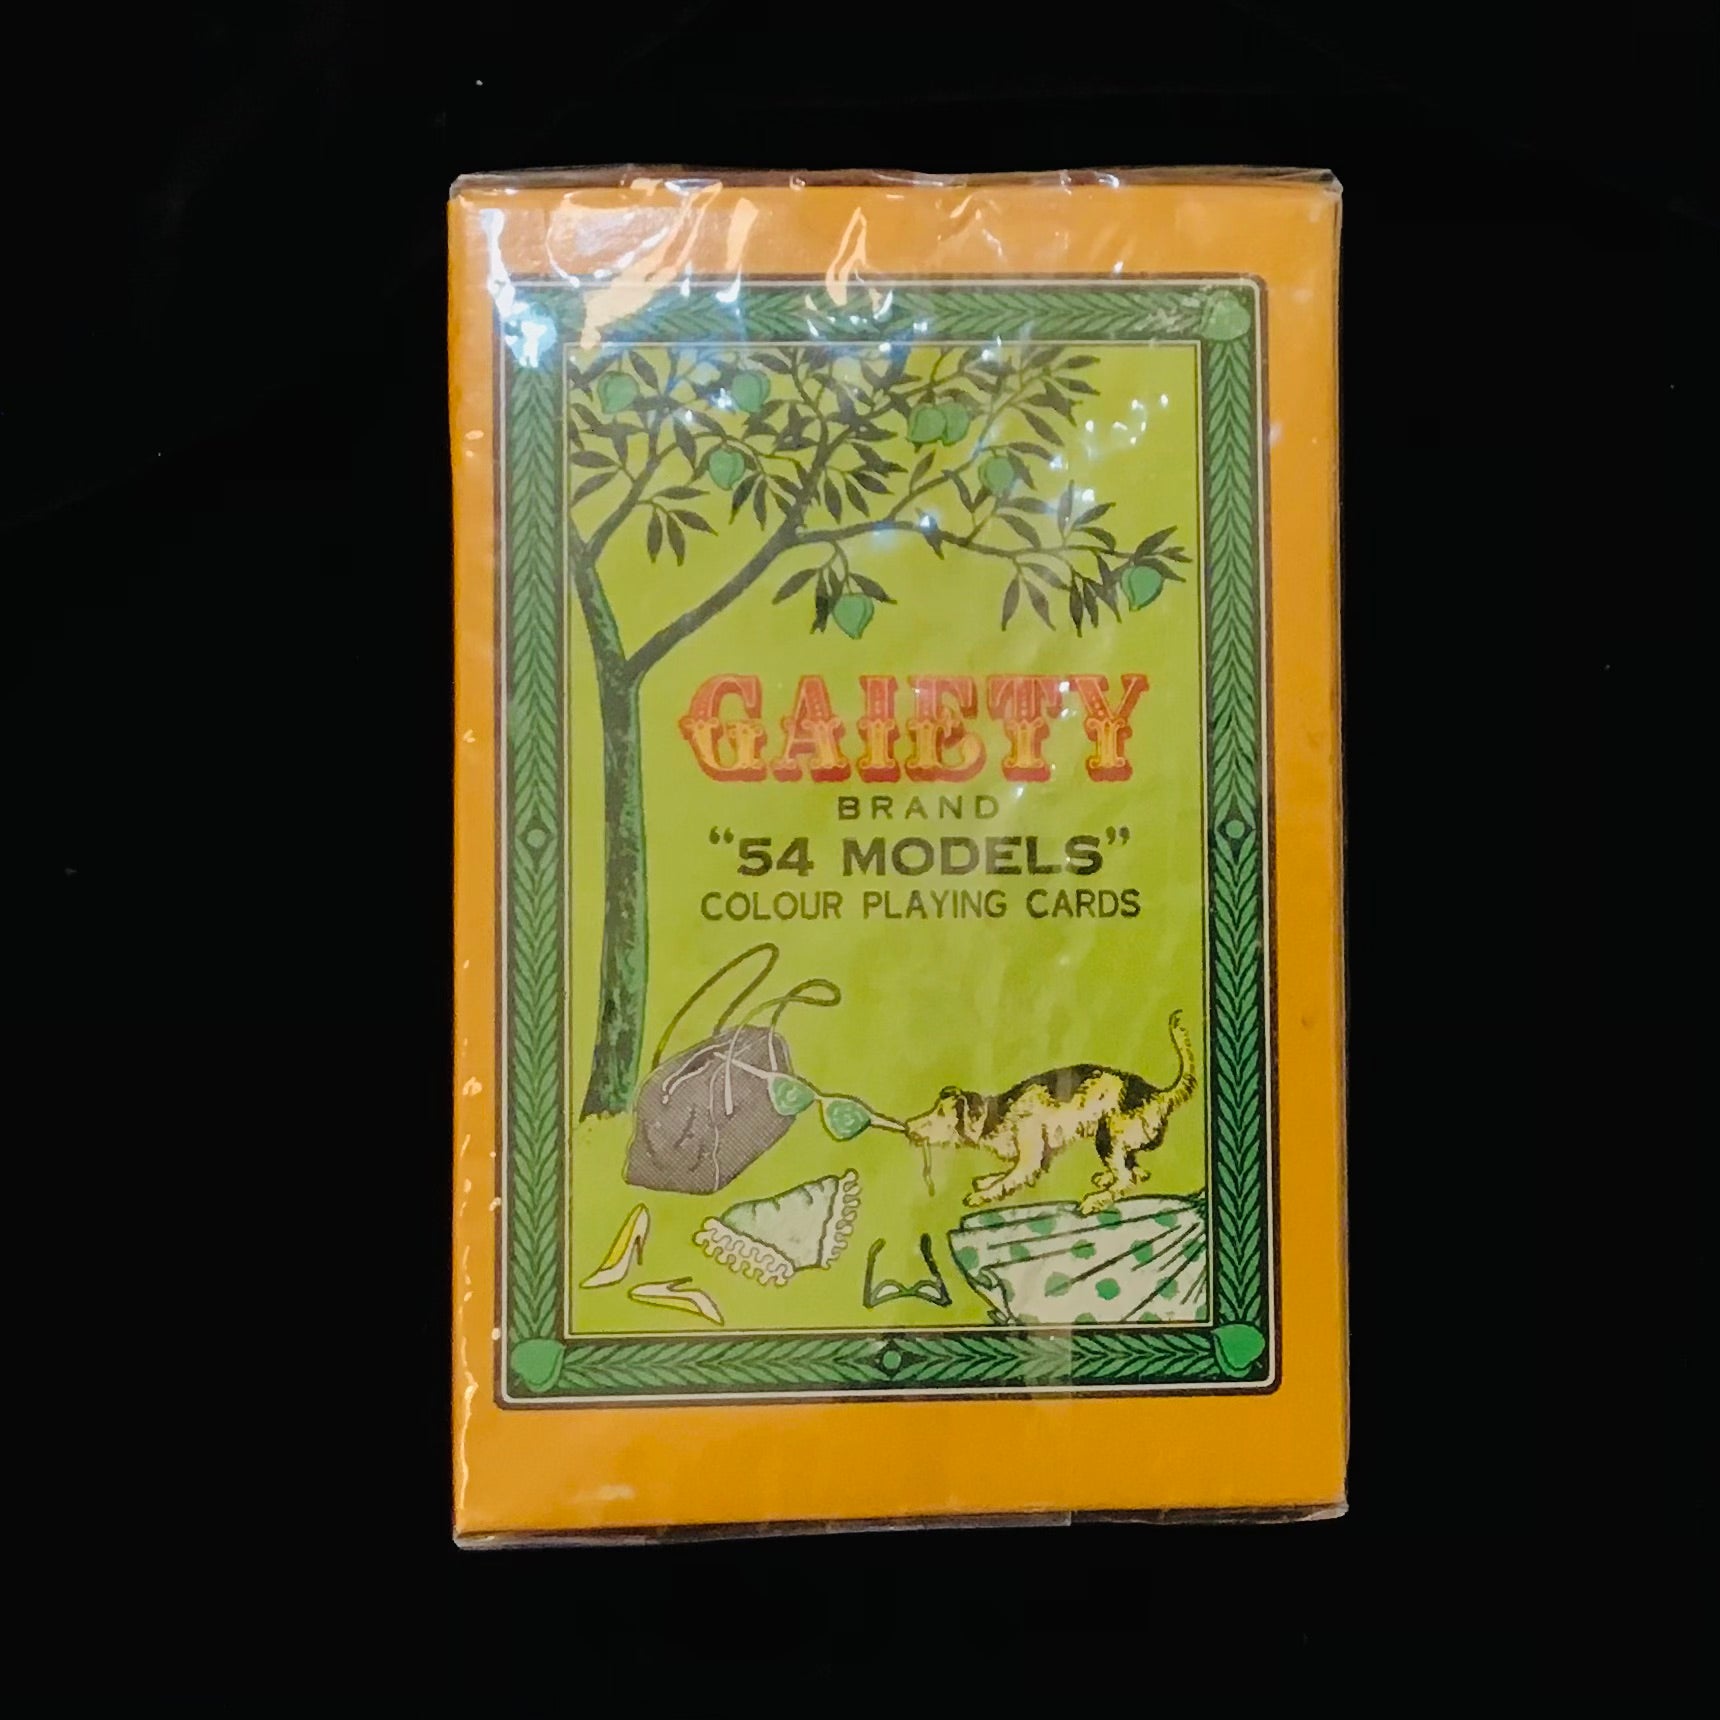 GAIETY
BRAND
“54 MODELS”
COLOUR PLAYING CARDS